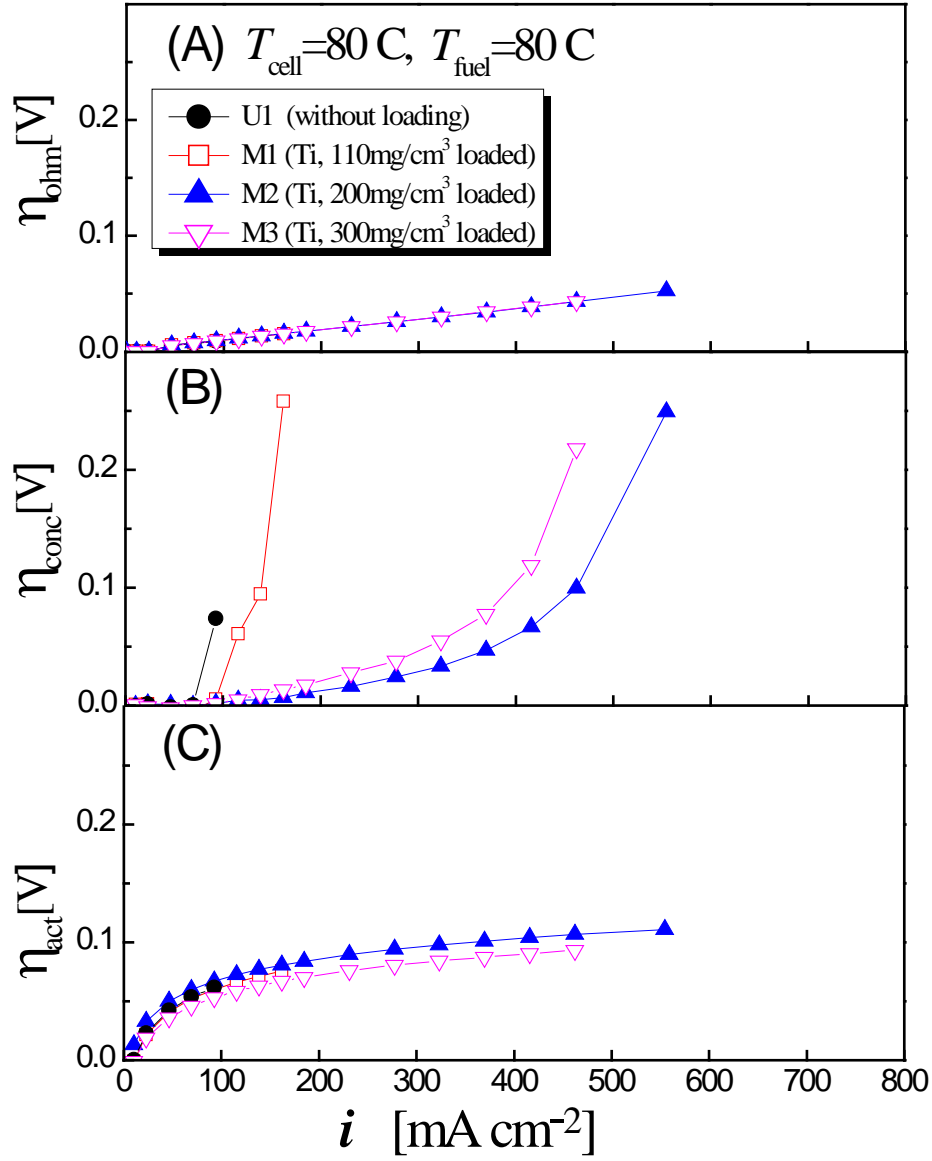 (A) T cell=80 C, T fuel=80 C
U1 (without loading)
M1 (Ti, 110mg/cm³ loaded)
M2 (Ti, 200mg/cm³ loaded)
M3 (Ti, 300mg/cm³ loaded)
ηohm[V]
0.2
0.1
0.0
(B)
ηconc[V]
0.2
0.1
0.0
(C)
ηact[V]
0.2
0.1
0.0
0 100 200 300 400 500 600 700 800
i [mA cm⁻²]